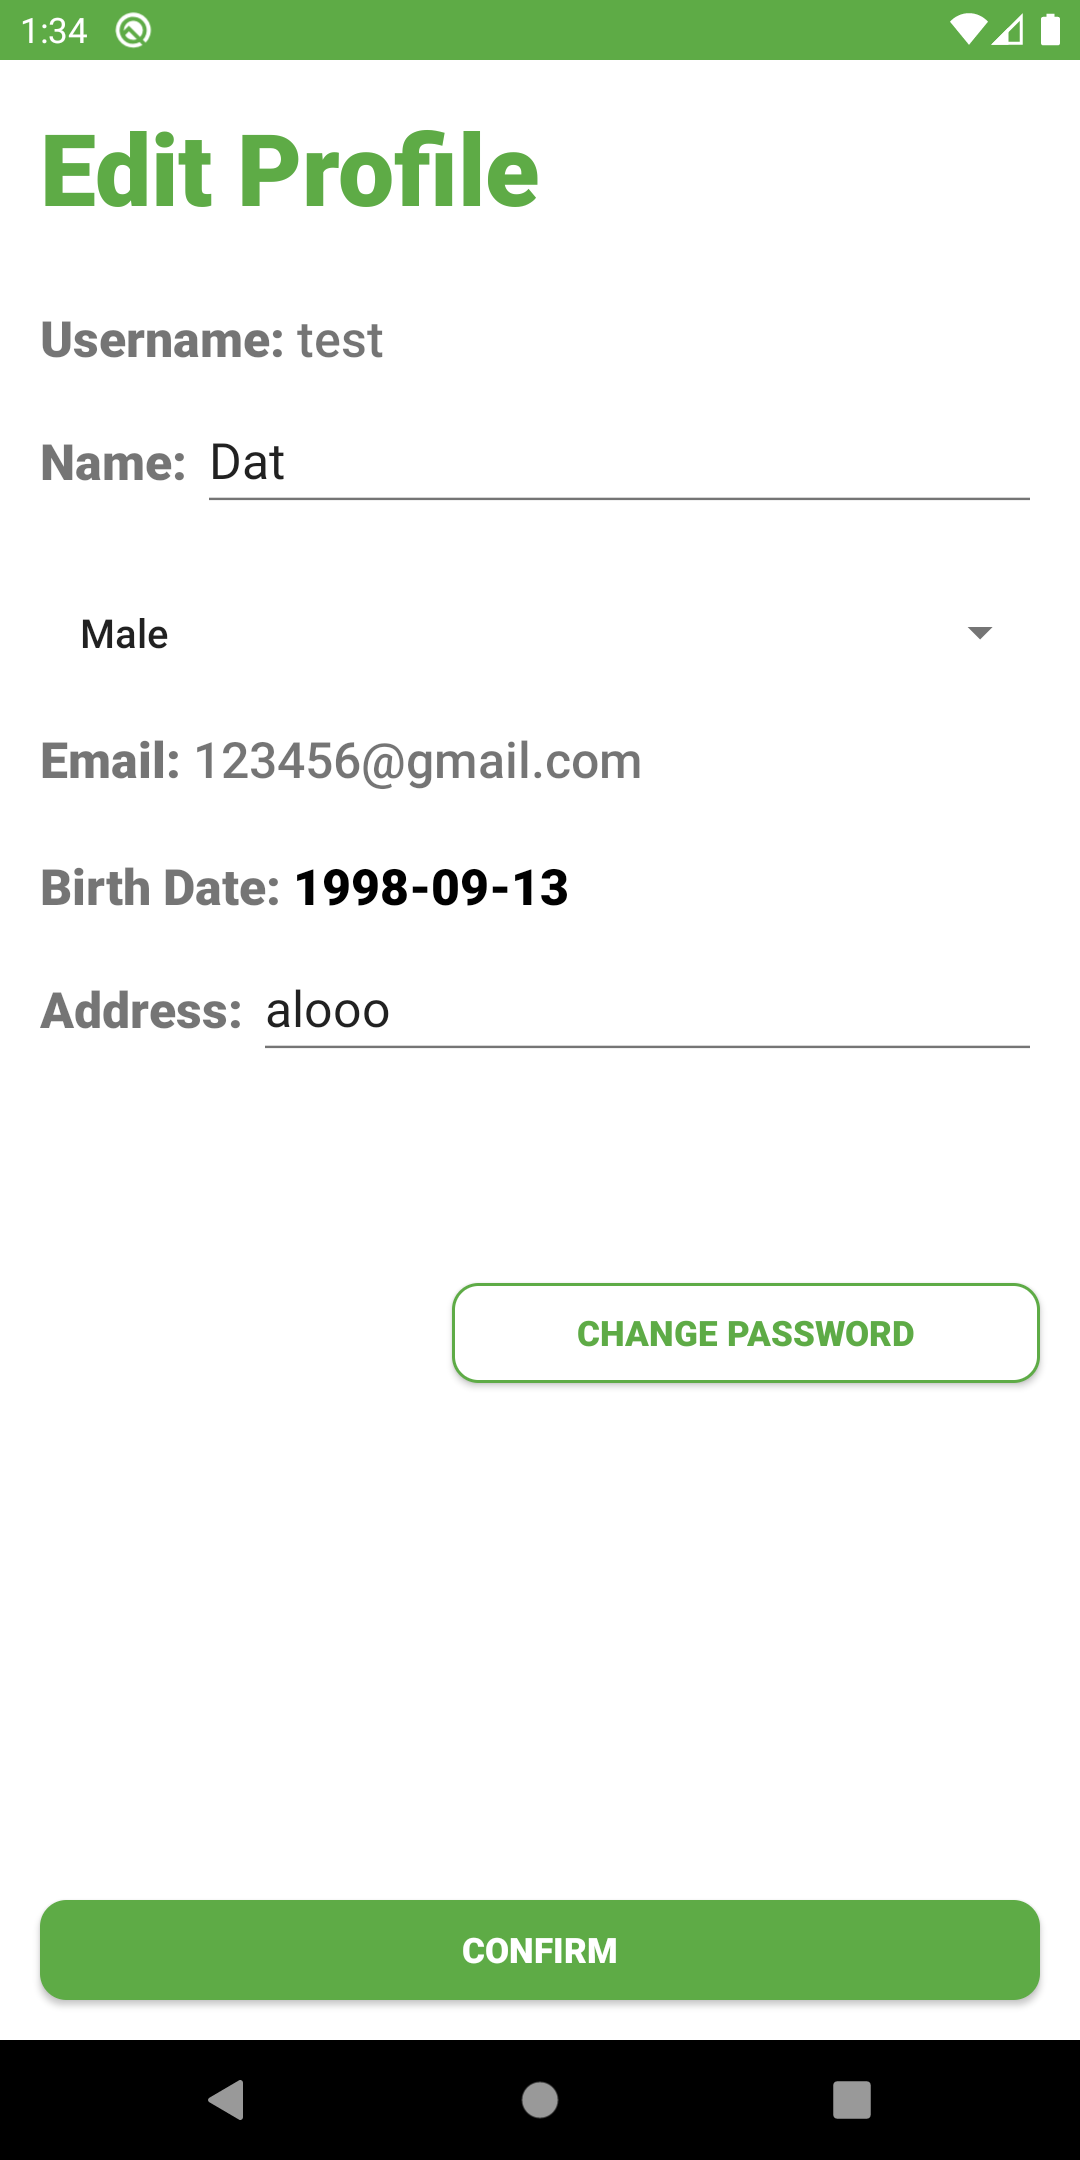 1:34
Edit Profile
Username: test
Name: Dat
Male
Email: 123456@gmail.com
Birth Date: 1998-09-13
Address: alooo
CHANGE PASSWORD
CONFIRM